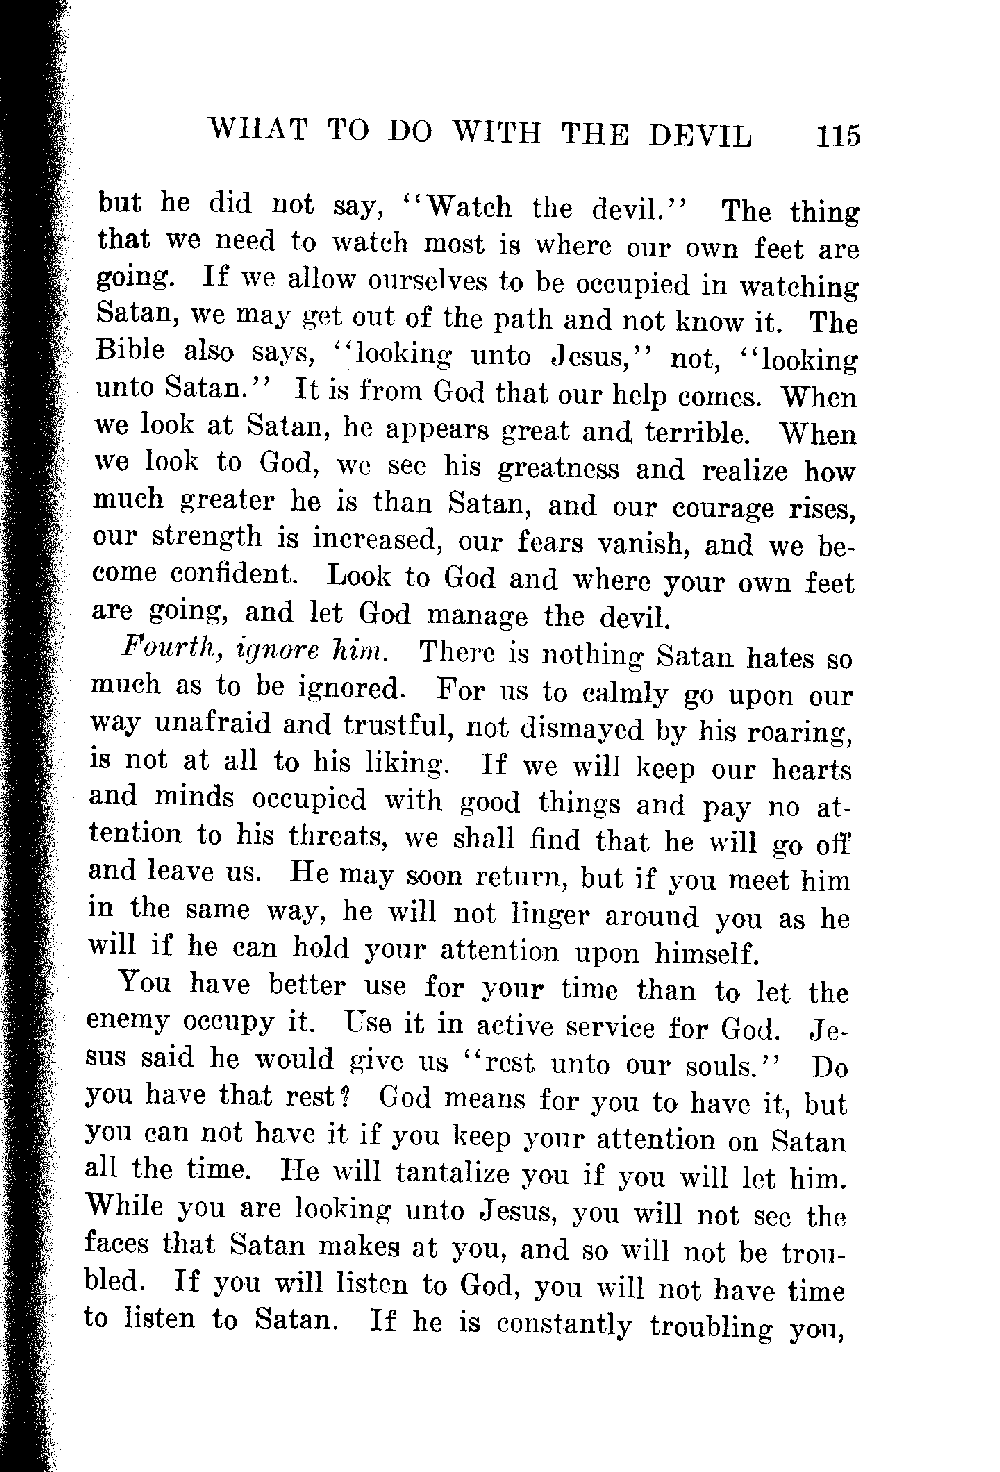 WHAT TO DO WITH THE DEVIL 115
but he did not say, ‘‘Watch the devil.’’ The thing
that we need to watch most is where our own feet are
going. If we allow ourselves to be occupied in watching
Satan, we may get out of the path and not know it. The
Bible also says, ‘‘looking unto Jesus,’’ not, ‘‘looking
unto Satan.’’ It is from God that our help comes. When
we look at Satan, he appears great and terrible. When
we look to God, we see his greatness and realize how
much greater he is than Satan, and our courage rises,
our strength is increased, our fears vanish, and we be-
come confident. Look to God and where your own feet
are going, and let God manage the devil.
Fourth, ignore him. There is nothing Satan hates so
much as to be ignored. For us to calmly go upon our
way unafraid and trustful, not dismayed by his roaring,
is not at all to his liking. If we will keep our hearts
and minds occupied with good things and pay no at-
tention to his threats, we shall find that he will go off
and leave us. He may soon return, but if you meet him
in the same way, he will not linger around you as he
will if he can hold your attention upon himself.
You have better use for your time than to let the
enemy occupy it. Use it in active service for God. Je-
sus said he would give us ‘‘rest unto our souls.’’ Do
you have that rest? God means for you to have it, but
you can not have it if you keep your attention on Satan
all the time. He will tantalize you if you will let him.
While you are looking unto Jesus, you will not see the
faces that Satan makes at you, and so will not be trou-
bled. If you will listen to God, you will not have time
to listen to Satan. If he is constantly troubling you,